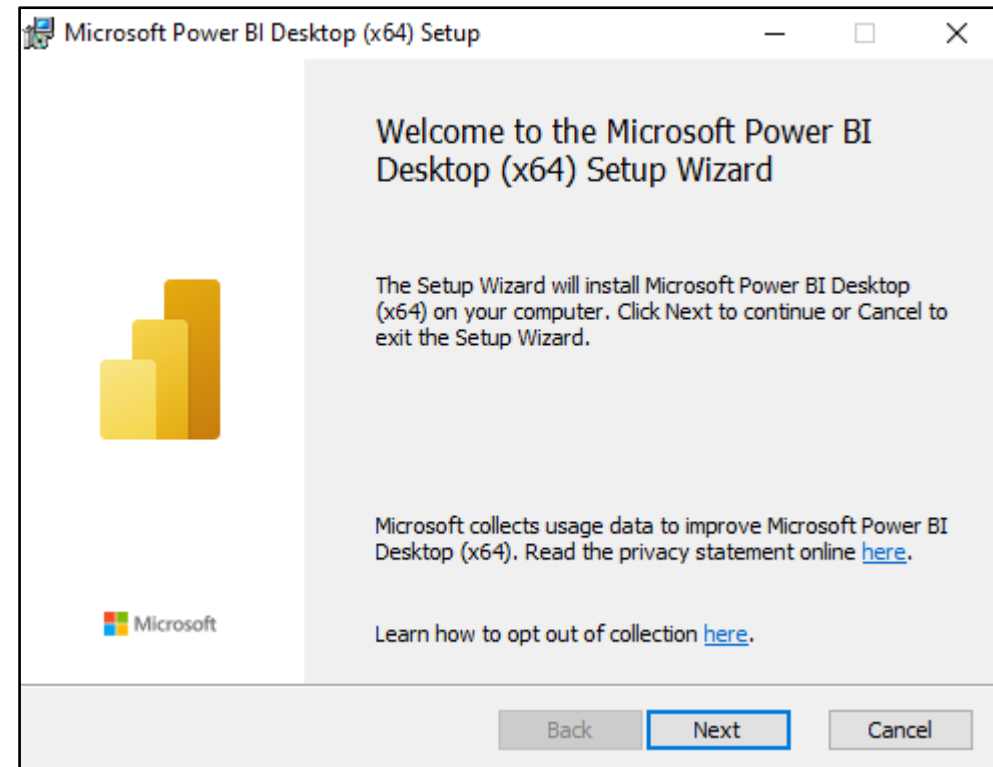 Microsoft Power BI Desktop (x64) Setup
Welcome to the Microsoft Power BI
Desktop (x64) Setup Wizard
The Setup Wizard will install Microsoft Power BI Desktop
(x64) on your computer. Click Next to continue or Cancel to
exit the Setup Wizard.
Microsoft collects usage data to improve Microsoft Power BI
Desktop (x64). Read the privacy statement online here.
Microsoft
Learn how to opt out of collection here.
Back
Next
Cancel